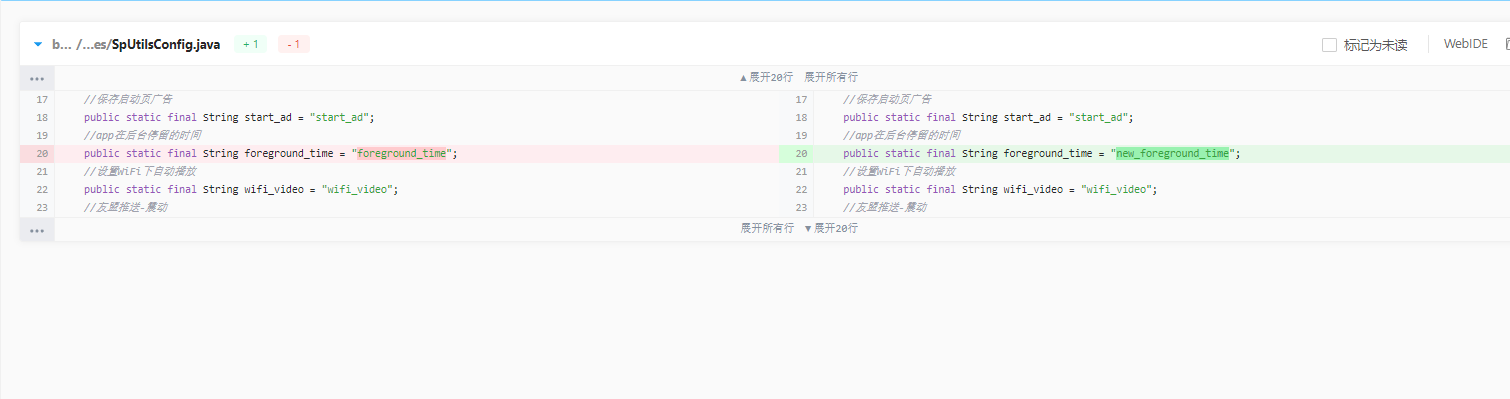 b... /...es/SpUtilsConfig.java + 1 - 1 标记为未读 WebIDE
... ▲展开20行 展开所有行
17 //保存启动页广告 17 //保存启动页广告
18 public static final String start_ad = "start_ad"; 18 public static final String start_ad = "start_ad";
19 //app在后台停留的时间 19 //app在后台停留的时间
20 public static final String foreground_time = "foreground_time"; 20 public static final String foreground_time = "new_foreground_time";
21 //设置WiFi下自动播放 21 //设置WiFi下自动播放
22 public static final String wifi_video = "wifi_video"; 22 public static final String wifi_video = "wifi_video";
23 //友盟推送-震动 23 //友盟推送-震动
... 展开所有行 ▼展开20行